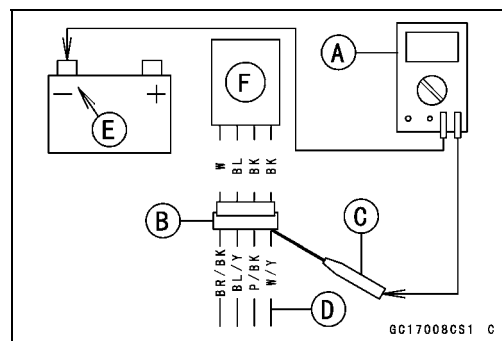 A
F
− +
E
W BL BK BK
B
C
BR/BK BL/Y P/BK W/Y
D
GC17008CS1 C